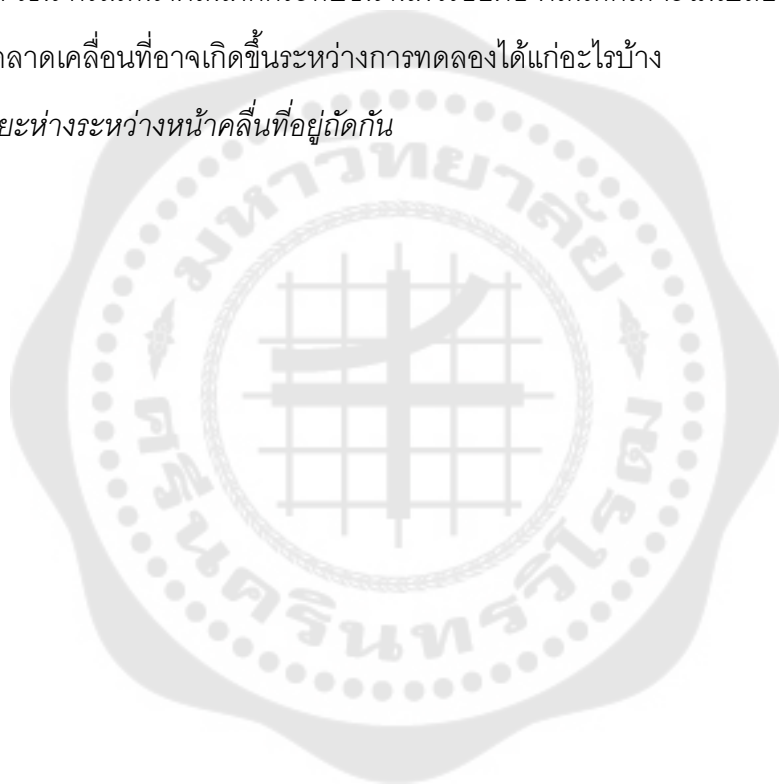 ลาดเคลื่อนที่อาจเกิดขึ้นระหว่างการทดลองได้แก่อะไรบ้าง
ยะห่างระหว่างหน้าคลื่นที่อยู่ถัดกัน
มหาวิทยาลัย
ศรีนครินทรวิโรฒ